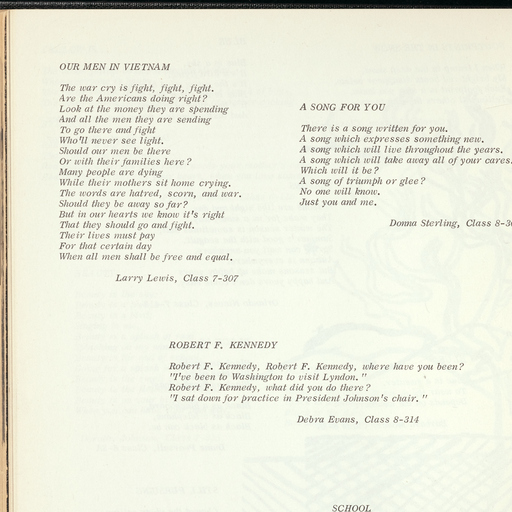 OUR MEN IN VIETNAM
The war cry is fight, fight, fight.
Are the Americans doing right?
Look at the money they are spending
And all the men they are sending
To go there and fight
Who'll never see light.
Should our men be there
Or with their families here?
Many people are dying
While their mothers sit home crying.
The words are hatred, scorn, and war.
Should they be away so far?
But in our hearts we know it's right
That they should go and fight.
Their lives must pay
For that certain day
When all men shall be free and equal.
Larry Lewis, Class 7-307
A SONG FOR YOU
There is a song written for you.
A song which expresses something new.
A song which will live throughout the years.
A song which will take away all of your cares.
Which will it be?
A song of triumph or glee?
No one will know.
Just you and me.
Donna Sterling, Class
ROBERT F. KENNEDY
Robert F. Kennedy, Robert F. Kennedy, where have you been?
"I've been to Washington to visit Lyndon."
Robert F. Kennedy, what did you do there?
"I sat down for practice in President Johnson's chair."
Debra Evans, Class 8-314
SCHOOL